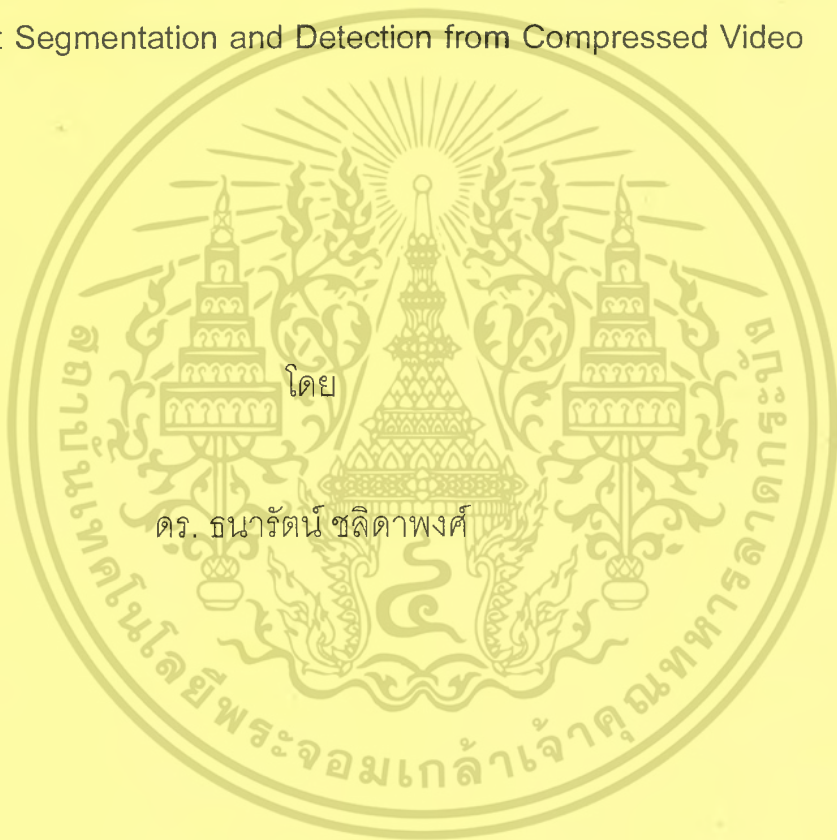 Segmentation and Detection from Compressed Video
โดย
ดร. ธนารัตน์ ชลิดาพงศ์
สถาบันเทคโนโลยีพระจอมเกล้าเจ้าคุณทหารลาดกระบัง